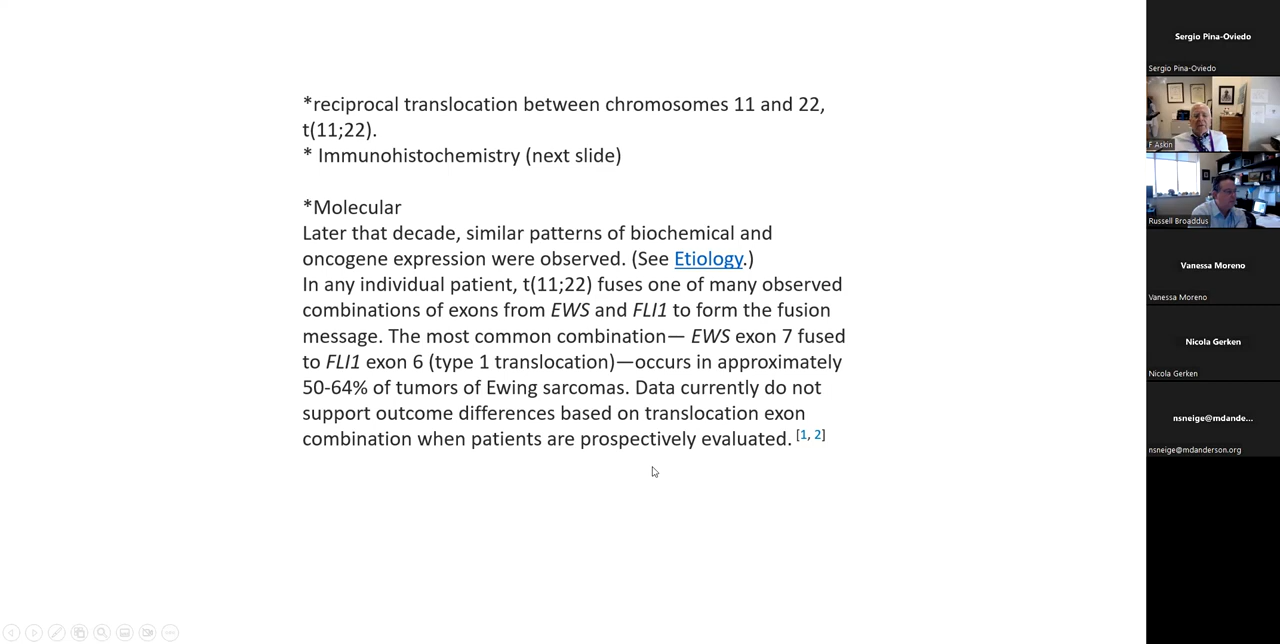 *reciprocal translocation between chromosomes 11 and 22,
t(11;22).
* Immunohistochemistry (next slide)
*Molecular
Later that decade, similar patterns of biochemical and
oncogene expression were observed. (See Etiology.)
In any individual patient, t(11;22) fuses one of many observed
combinations of exons from EWS and FLI1 to form the fusion
message. The most common combination— EWS exon 7 fused
to FLI1 exon 6 (type 1 translocation)—occurs in approximately
50-64% of tumors of Ewing sarcomas. Data currently do not
support outcome differences based on translocation exon
combination when patients are prospectively evaluated. [1, 2]
Sergio Pina-Oviedo
Sergio Pina-Oviedo
F Askin
Russell Broaddus
Vanessa Moreno
Vanessa Moreno
Nicola Gerken
Nicola Gerken
nsneige@mdande...
nsneige@mdanderson.org